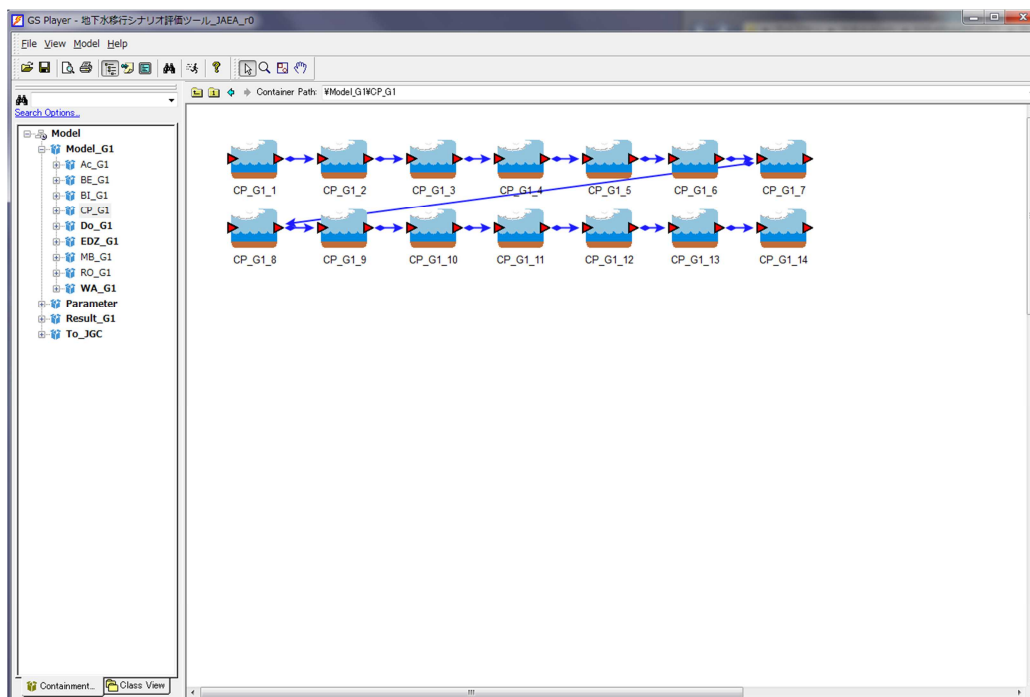 GS Player - 地下水移行シナリオ評価ツール_JAEA_r0
File View Model Help
Container Path: ¥Model_G1¥CP_G1
Search Options...
Model
Model_G1
Ac_G1
BE_G1
BI_G1
CP_G1
Do_G1
EDZ_G1
MB_G1
RO_G1
WA_G1
Parameter
Result_G1
To_JGC
CP_G1_1 CP_G1_2 CP_G1_3 CP_G1_4 CP_G1_5 CP_G1_6 CP_G1_7
CP_G1_8 CP_G1_9 CP_G1_10 CP_G1_11 CP_G1_12 CP_G1_13 CP_G1_14
Containment... Class View